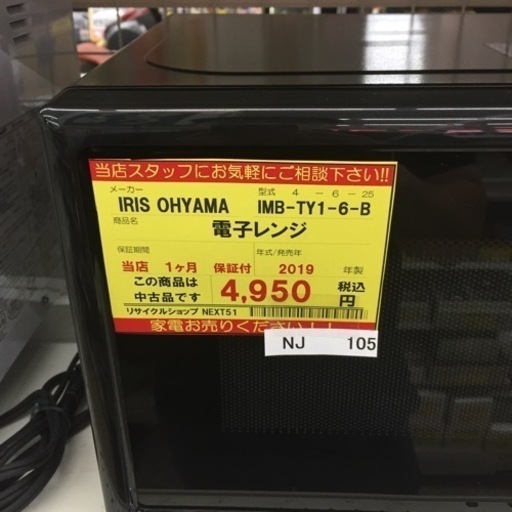 当店スタッフにお気軽にご相談下さい!!
メーカー 型式 4-6-25
IRIS OHYAMA IMB-TY1-6-B
商品名 電子レンジ
保証期間 年式/発売年
当店 1ヶ月 保証付 2019 年製
この商品は中古品です 4,950 税込円
リサイクルショップ NEXT51
家電お売りください!!
NJ 105